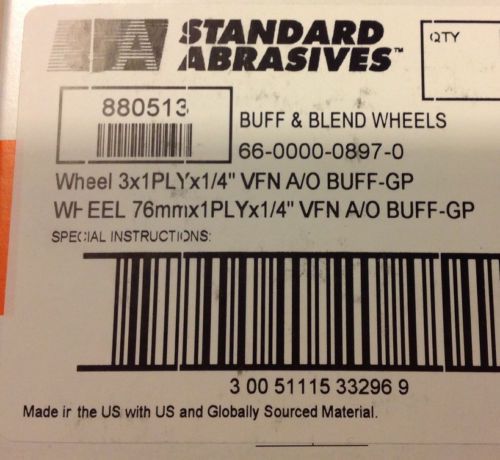 SA
STANDARD
ABRASIVES™
QTY
880513
BUFF & BLEND WHEELS
66-0000-0897-0
Wheel 3x1PLYx1/4" VFN A/O BUFF-GP
WHEEL 76mmx1PLYx1/4" VFN A/O BUFF-GP
SPECIAL INSTRUCTIONS:
3 00 51115 33296 9
Made in the US with US and Globally Sourced Material.